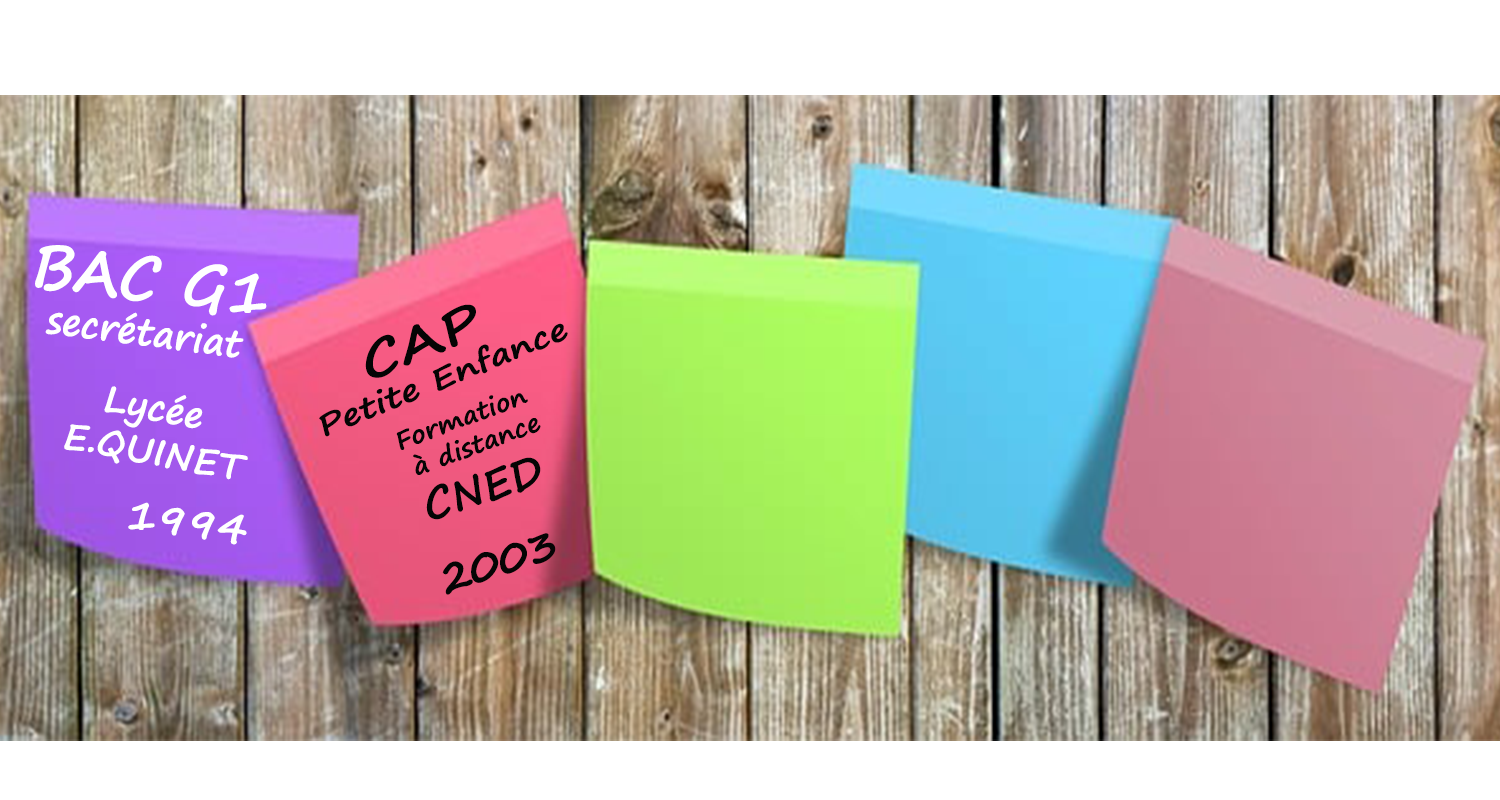 BAC G1
secrétariat
Lycée
E.QUINET
1994
CAP
Petite Enfance
Formation
à distance
CNED
2003